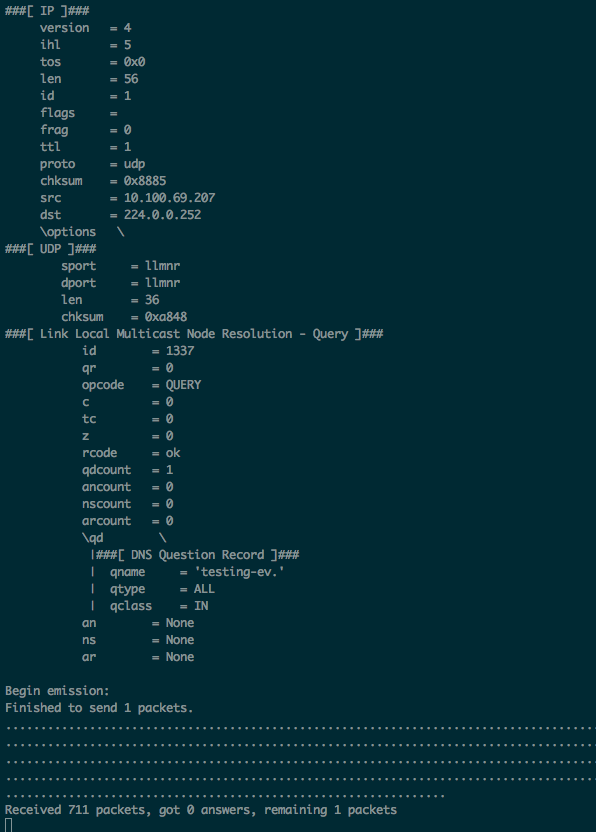 ###[ IP ]###
version = 4
ihl = 5
tos = 0x0
len = 56
id = 1
flags =
frag = 0
ttl = 1
proto = udp
chksum = 0x8885
src = 10.100.69.207
dst = 224.0.0.252
\options \
###[ UDP ]###
sport = llmnr
dport = llmnr
len = 36
chksum = 0xa848
###[ Link Local Multicast Node Resolution - Query ]###
id = 1337
qr = 0
opcode = QUERY
c = 0
tc = 0
z = 0
rcode = ok
qdcount = 1
ancount = 0
nscount = 0
arcount = 0
\qd \
|###[ DNS Question Record ]###
| qname = 'testing-ev.'
| qtype = ALL
| qclass = IN
an = None
ns = None
ar = None
Begin emission:
Finished to send 1 packets.
.....................................................................................
.....................................................................................
.....................................................................................
.....................................................................................
...............................................................
Received 711 packets, got 0 answers, remaining 1 packets